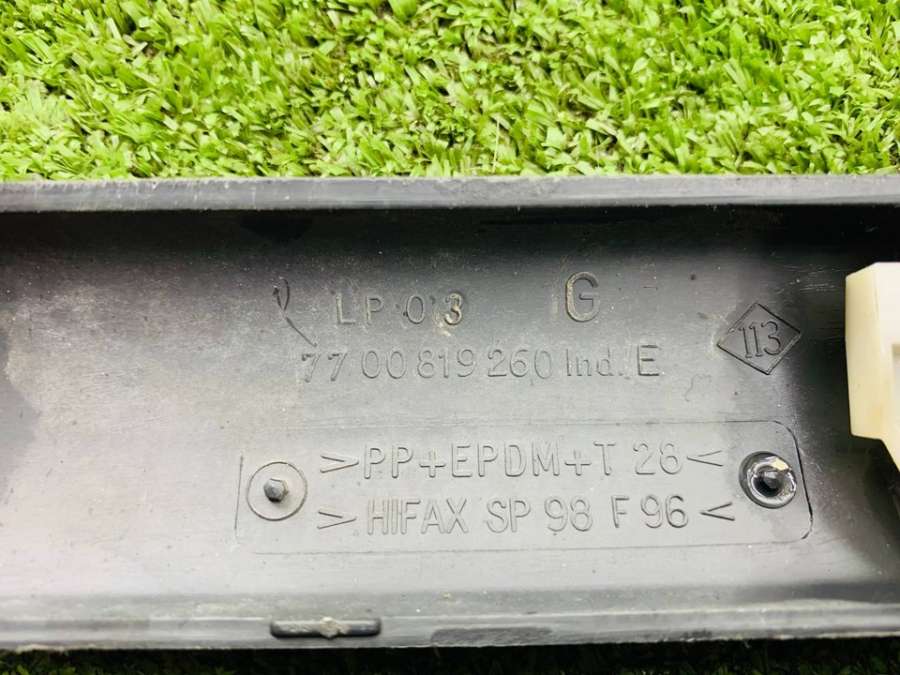 LP 03 G
77 00 819 260 Ind. E
113
>PP+EPDM+T 28<
>HIFAX SP 98 F 96<